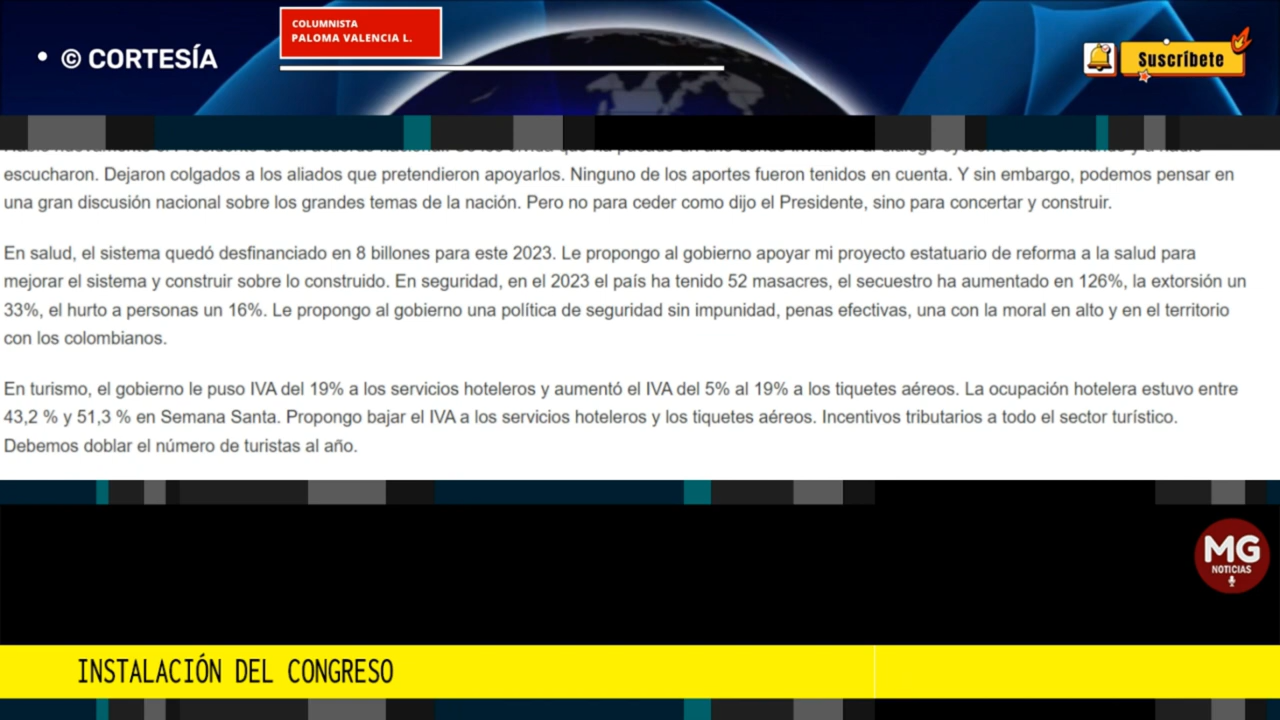 COLUMNISTA
PALOMA VALENCIA L.
• © CORTESÍA
Suscríbete
escucharon. Dejaron colgados a los aliados que pretendieron apoyarlos. Ninguno de los aportes fueron tenidos en cuenta. Y sin embargo, podemos pensar en
una gran discusión nacional sobre los grandes temas de la nación. Pero no para ceder como dijo el Presidente, sino para concertar y construir.
En salud, el sistema quedó desfinanciado en 8 billones para este 2023. Le propongo al gobierno apoyar mi proyecto estatuario de reforma a la salud para
mejorar el sistema y construir sobre lo construido. En seguridad, en el 2023 el país ha tenido 52 masacres, el secuestro ha aumentado en 126%, la extorsión un
33%, el hurto a personas un 16%. Le propongo al gobierno una política de seguridad sin impunidad, penas efectivas, una con la moral en alto y en el territorio
con los colombianos.
En turismo, el gobierno le puso IVA del 19% a los servicios hoteleros y aumentó el IVA del 5% al 19% a los tiquetes aéreos. La ocupación hotelera estuvo entre
43,2 % y 51,3 % en Semana Santa. Propongo bajar el IVA a los servicios hoteleros y los tiquetes aéreos. Incentivos tributarios a todo el sector turístico.
Debemos doblar el número de turistas al año.
MG
NOTICIAS
INSTALACIÓN DEL CONGRESO